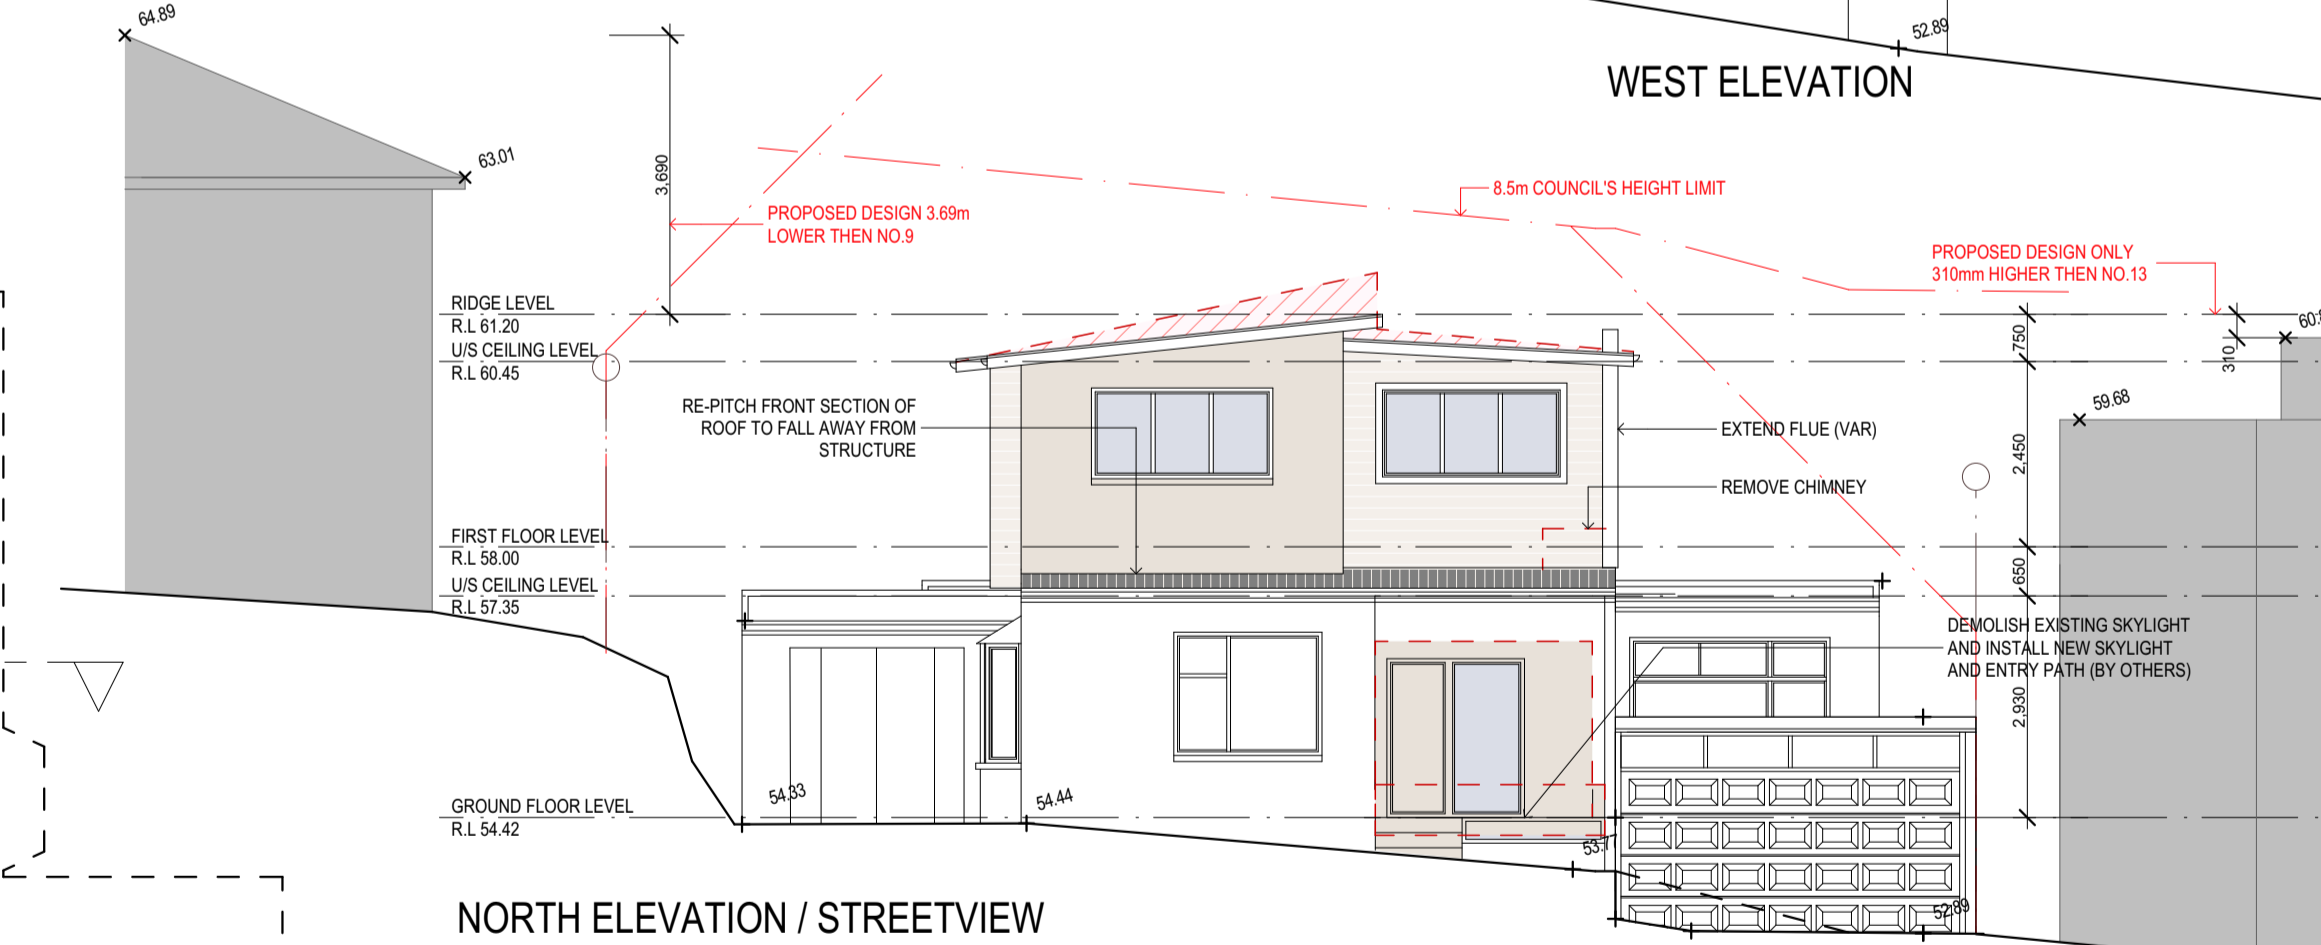 64.89
52.89
WEST ELEVATION
63.01
3,690
8.5m COUNCIL'S HEIGHT LIMIT
PROPOSED DESIGN 3.69m
LOWER THEN NO.9
PROPOSED DESIGN ONLY
310mm HIGHER THEN NO.13
RIDGE LEVEL
R.L 61.20
U/S CEILING LEVEL
R.L 60.45
750
310
59.68
RE-PITCH FRONT SECTION OF
ROOF TO FALL AWAY FROM
STRUCTURE
EXTEND FLUE (VAR)
2,450
REMOVE CHIMNEY
FIRST FLOOR LEVEL
R.L 58.00
U/S CEILING LEVEL
R.L 57.35
650
DEMOLISH EXISTING SKYLIGHT
AND INSTALL NEW SKYLIGHT
AND ENTRY PATH (BY OTHERS)
2,930
GROUND FLOOR LEVEL
R.L 54.42
54.33
54.44
52.89
NORTH ELEVATION / STREETVIEW